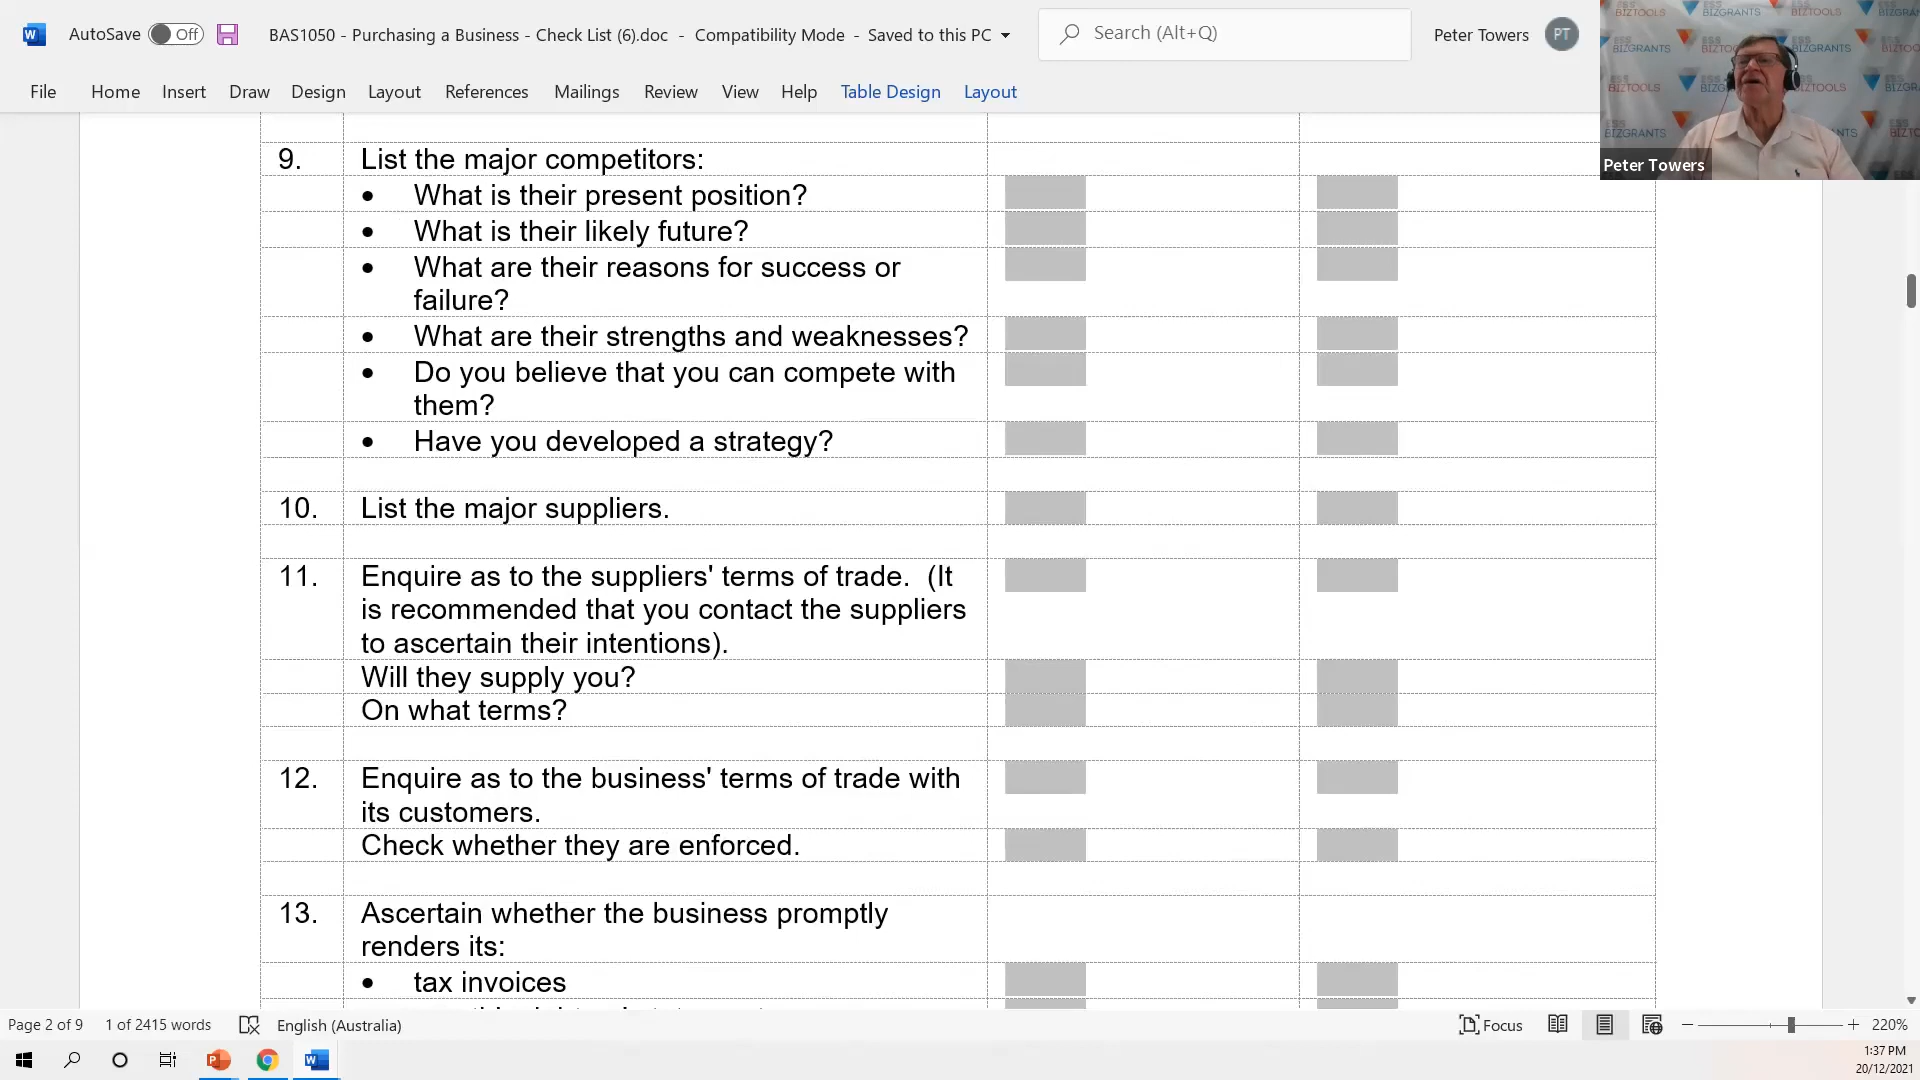 AutoSave Off BAS1050 - Purchasing a Business - Check List (6).doc - Compatibility Mode - Saved to this PC Search (Alt+Q) Peter Towers PT
File Home Insert Draw Design Layout References Mailings Review View Help Table Design Layout
Peter Towers
9. List the major competitors:
• What is their present position?
• What is their likely future?
• What are their reasons for success or
failure?
• What are their strengths and weaknesses?
• Do you believe that you can compete with
them?
• Have you developed a strategy?
10. List the major suppliers.
11. Enquire as to the suppliers' terms of trade. (It
is recommended that you contact the suppliers
to ascertain their intentions).
Will they supply you?
On what terms?
12. Enquire as to the business' terms of trade with
its customers.
Check whether they are enforced.
13. Ascertain whether the business promptly
renders its:
• tax invoices
Page 2 of 9 1 of 2415 words English (Australia) Focus 220%
1:37 PM
20/12/2021